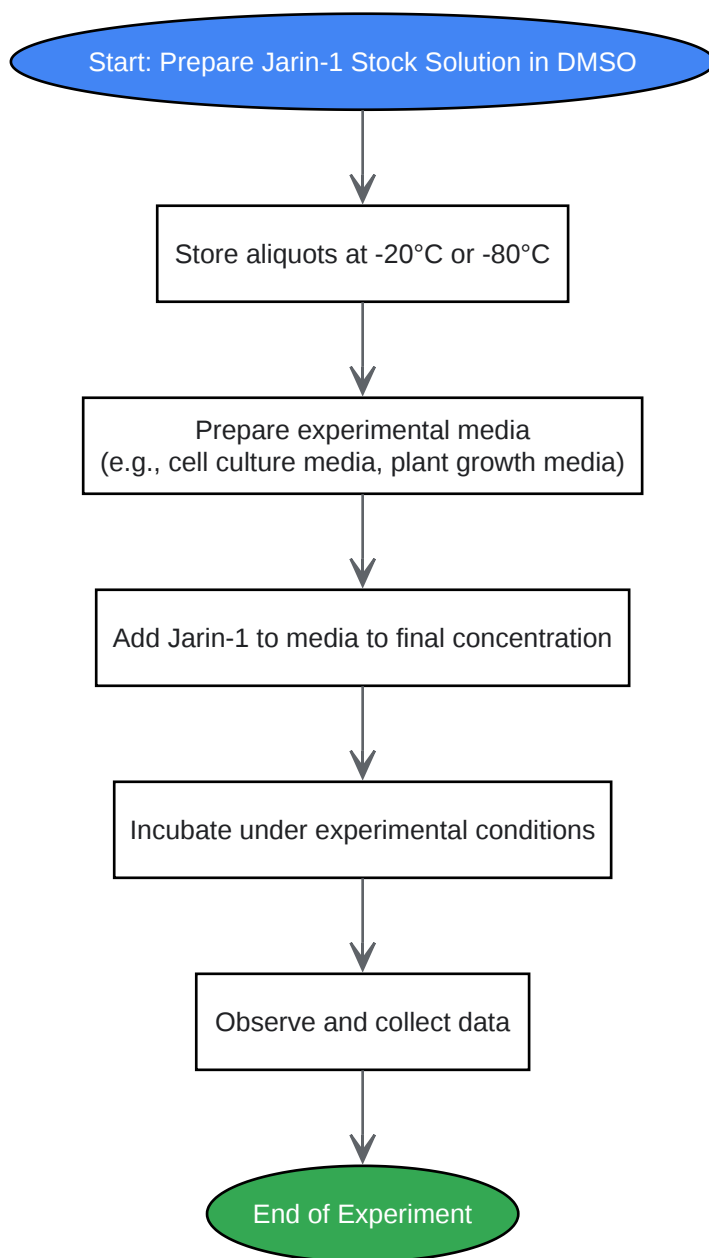 Start: Prepare Jarin-1 Stock Solution in DMSO
Store aliquots at -20°C or -80°C
Prepare experimental media
(e.g., cell culture media, plant growth media)
Add Jarin-1 to media to final concentration
Incubate under experimental conditions
Observe and collect data
End of Experiment